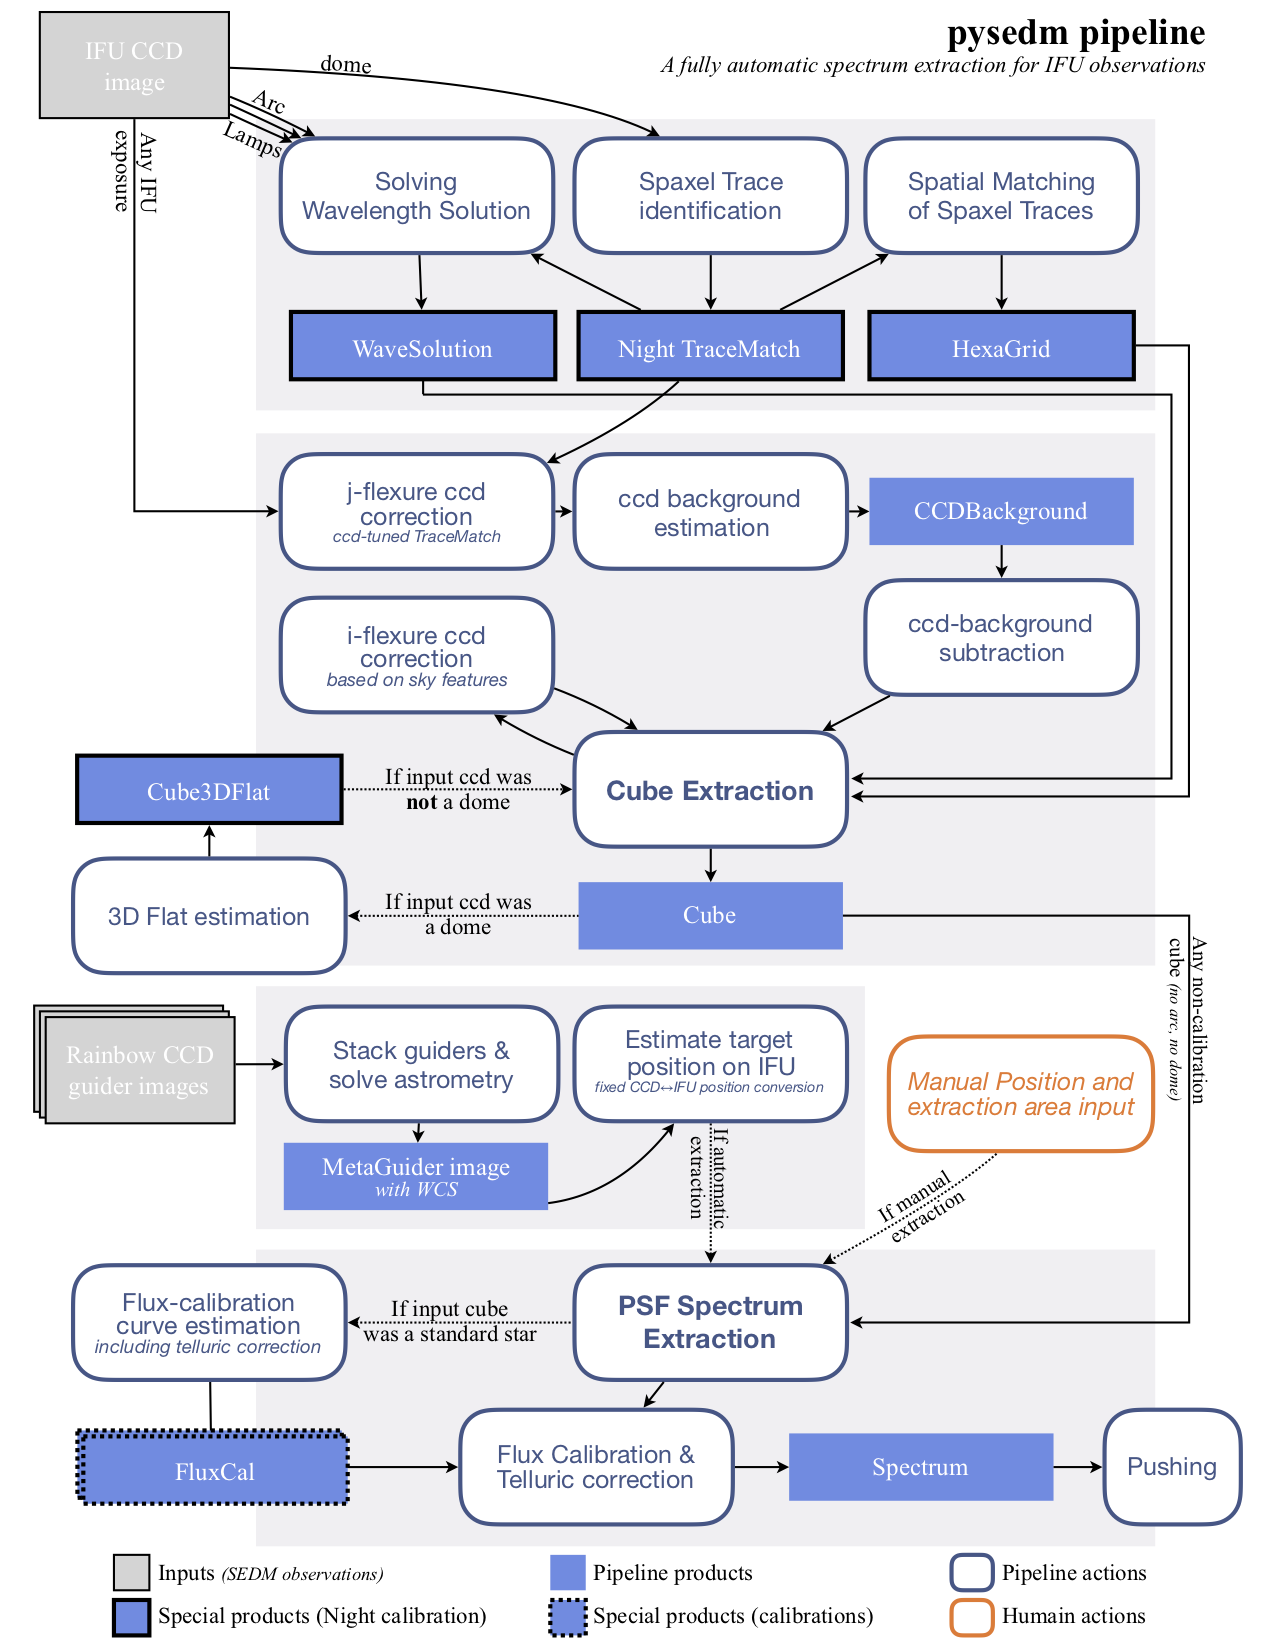 pysedm pipeline
A fully automatic spectrum extraction for IFU observations
IFU CCD
image
dome
Arc
Lamps
Any IFU
exposure
Solving
Wavelength Solution
Spaxel Trace
identification
Spatial Matching
of Spaxel Traces
WaveSolution
Night TraceMatch
HexaGrid
j-flexure ccd
correction
ccd-tuned TraceMatch
ccd background
estimation
CCDBackground
i-flexure ccd
correction
based on sky features
ccd-background
subtraction
Cube3DFlat
If input ccd was
not a dome
Cube Extraction
3D Flat estimation
If input ccd was
a dome
Cube
Any non-calibration
cube (no arc, no dome)
Rainbow CCD
guider images
Stack guiders &
solve astrometry
Estimate target
position on IFU
fixed CCD↔IFU position conversion
Manual Position and
extraction area input
MetaGuider image
with WCS
If automatic
extraction
If manual
extraction
Flux-calibration
curve estimation
including telluric correction
If input cube
was a standard star
PSF Spectrum
Extraction
FluxCal
Flux Calibration &
Telluric correction
Spectrum
Pushing
Inputs (SEDM observations)
Pipeline products
Pipeline actions
Special products (Night calibration)
Special products (calibrations)
Humain actions